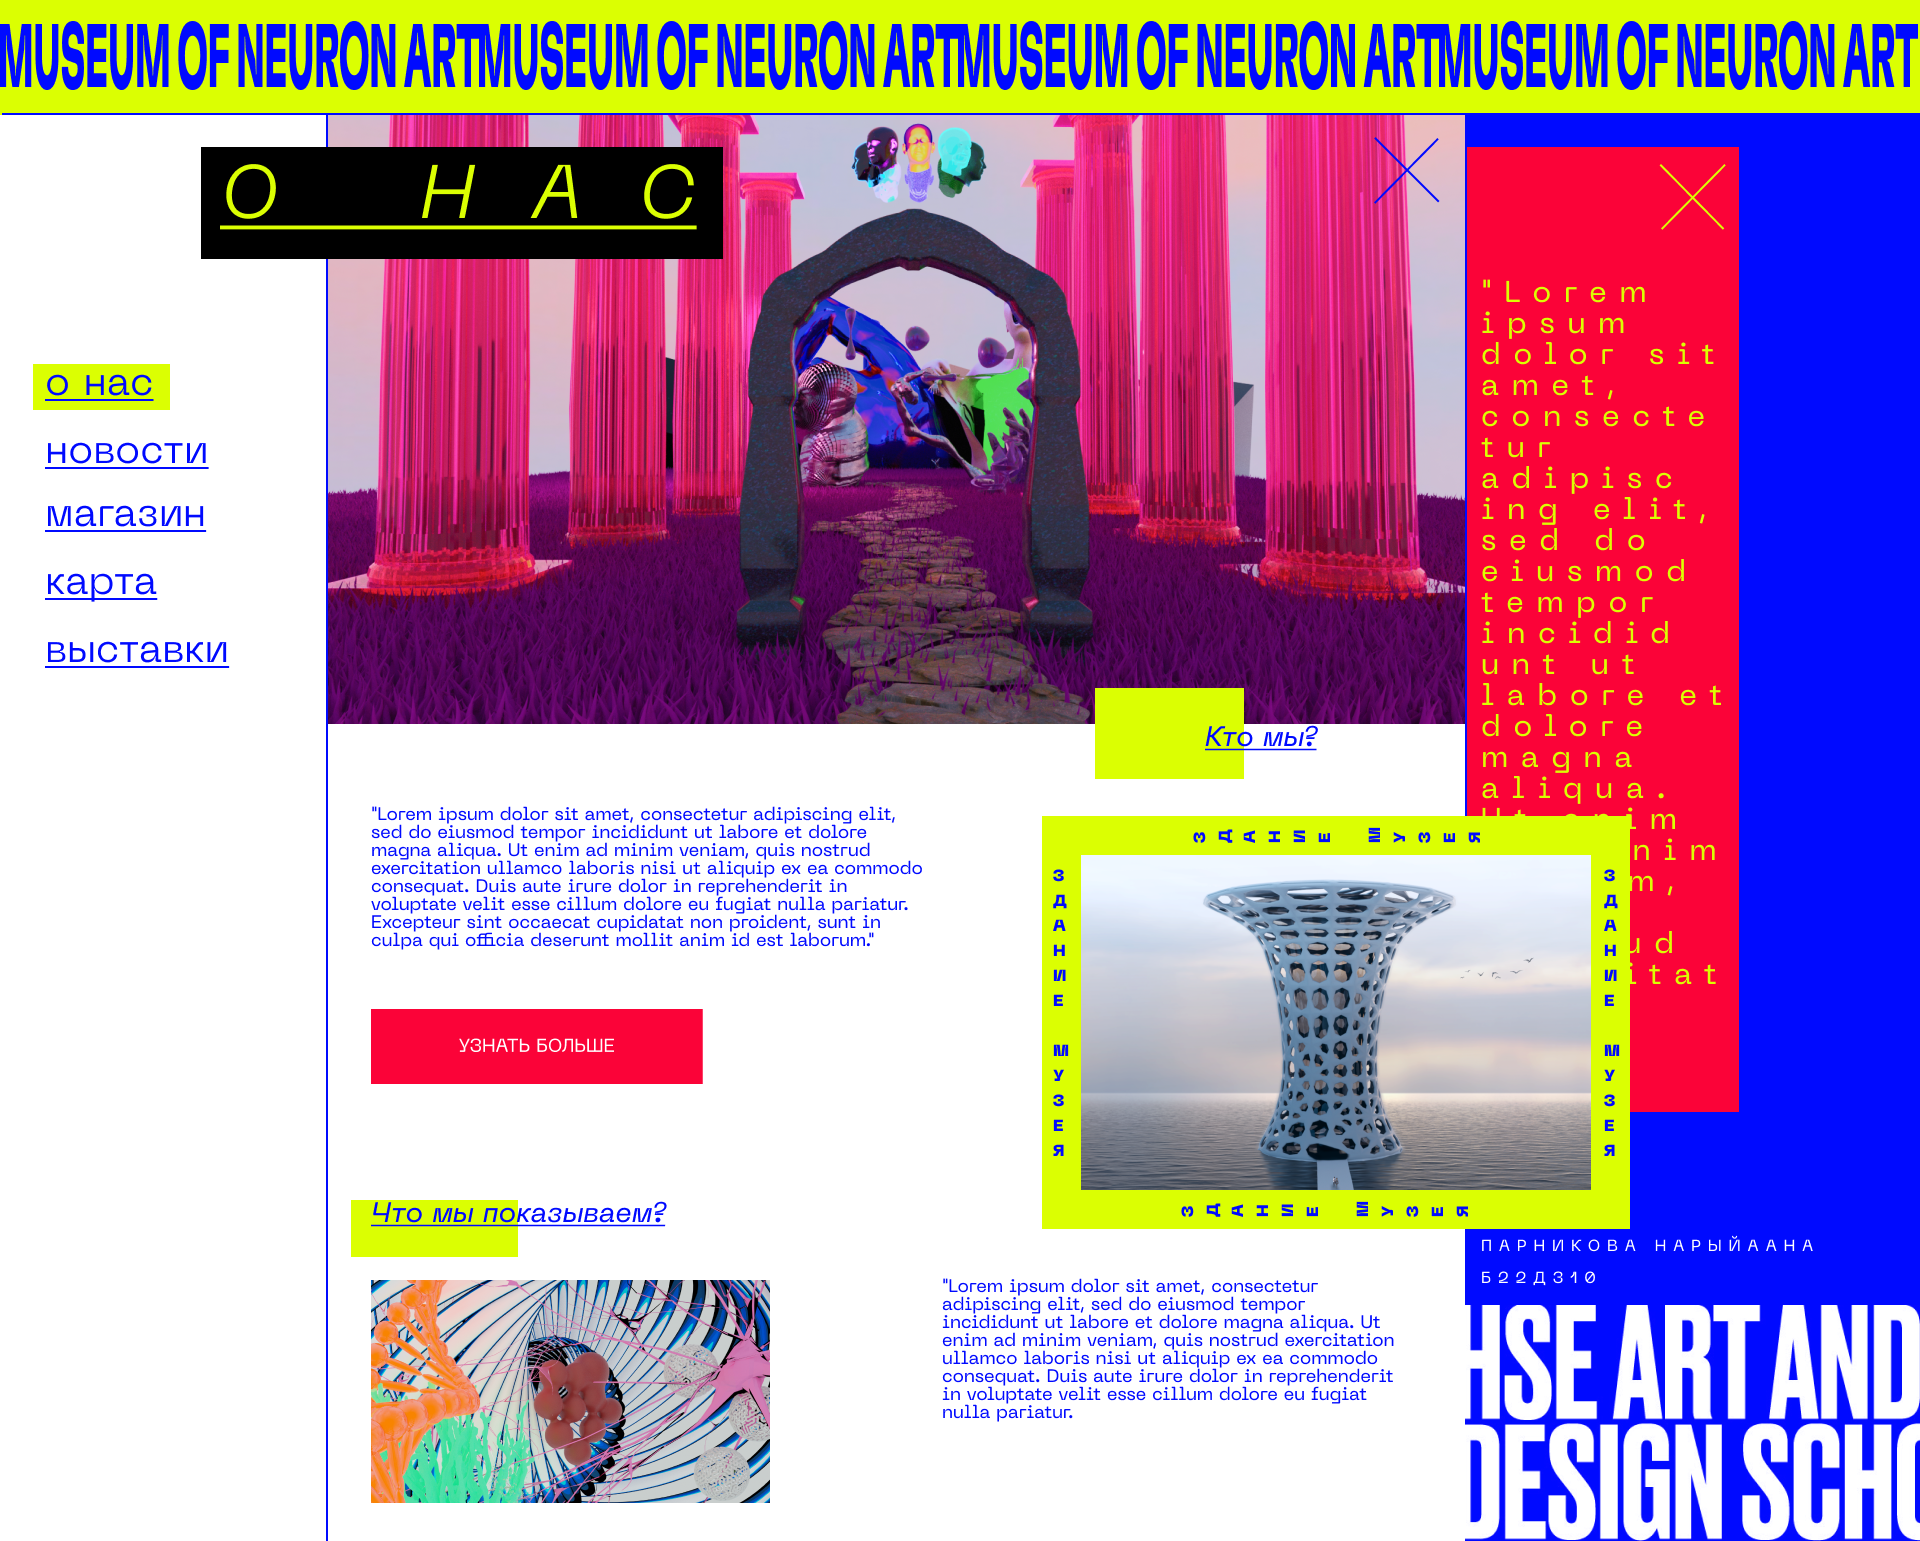 MUSEUM OF NEURON ARTMUSEUM OF NEURON ARTMUSEUM OF NEURON ARTMUSEUM OF NEURON ART
О НАС
о нас
новости
магазин
карта
выставки
Кто мы?
"Lorem ipsum dolor sit amet, consectetur adipiscing elit,
sed do eiusmod tempor incididunt ut labore et dolore
magna aliqua. Ut enim ad minim veniam, quis nostrud
exercitation ullamco laboris nisi ut aliquip ex ea commodo
consequat. Duis aute irure dolor in reprehenderit in
voluptate velit esse cillum dolore eu fugiat nulla pariatur.
Excepteur sint occaecat cupidatat non proident, sunt in
culpa qui officia deserunt mollit anim id est laborum."
УЗНАТЬ БОЛЬШЕ
ЗДАНИЕ МУЗЕЯ
ЗДАНИЕ МУЗЕЯ
ЗДАНИЕ МУЗЕЯ
ЗДАНИЕ МУЗЕЯ
Что мы показываем?
"Lorem ipsum dolor sit amet, consectetur
adipiscing elit, sed do eiusmod tempor
incididunt ut labore et dolore magna aliqua. Ut
enim ad minim veniam, quis nostrud exercitation
ullamco laboris nisi ut aliquip ex ea commodo
consequat. Duis aute irure dolor in reprehenderit
in voluptate velit esse cillum dolore eu fugiat
nulla pariatur.
"Lorem
ipsum
dolor sit
amet,
consecte
tur
adipisc
ing elit,
sed do
eiusmod
tempor
incidid
unt ut
labore et
dolore
magna
aliqua.
Ut enim
nim
m,
ud
itat
ПАРНИКОВА НАРЫЙААНА
Б22Д310
HSE ART AND
DESIGN SCHO